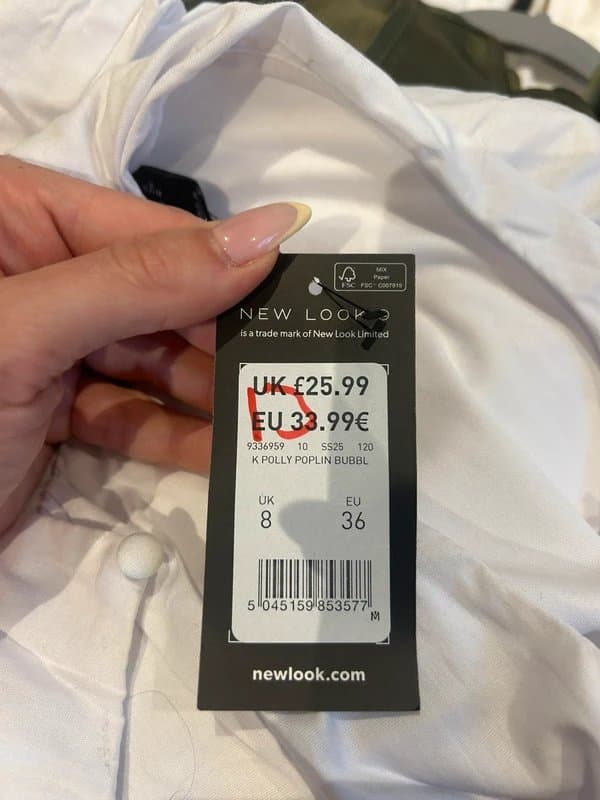 MIX
Paper
FSC FSC® C007915
NEW LOOK
is a trade mark of New Look Limited
UK £25.99
EU 33.99€
9336959 10 SS25 120
K POLLY POPLIN BUBBL
UK EU
8 36
5 045159 853577
M
newlook.com